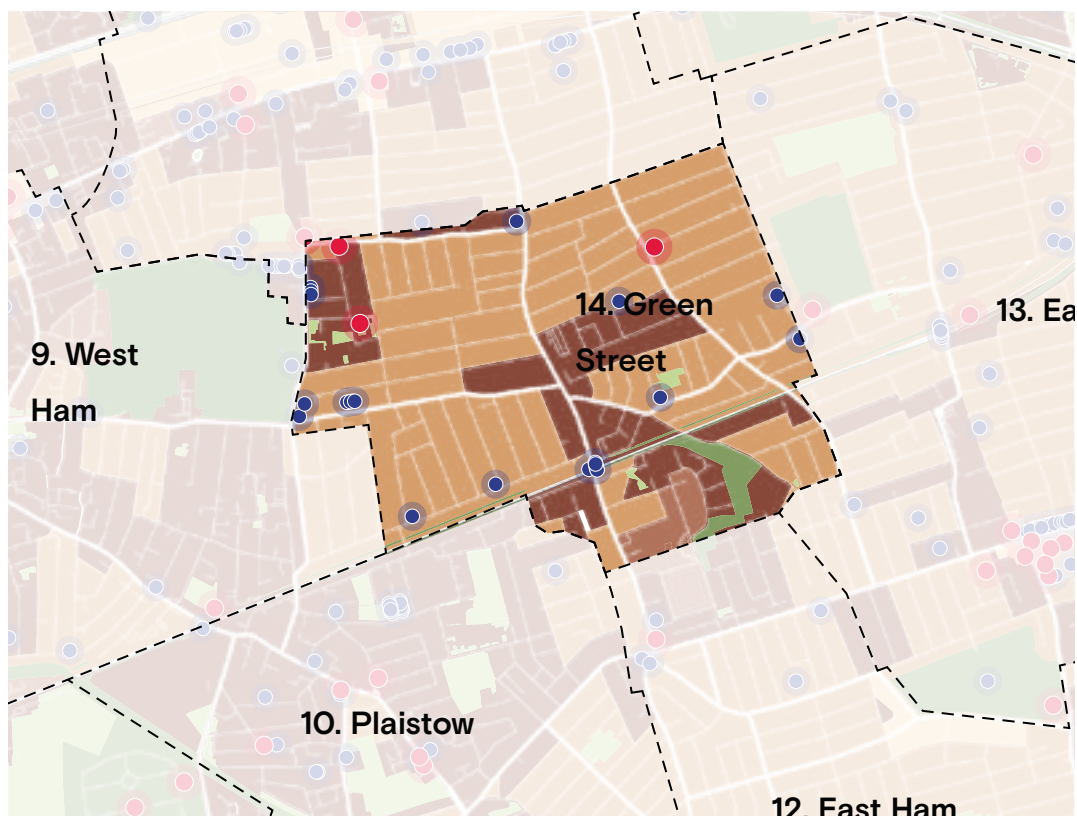 14. Green
Street
13. Ea
9. West
Ham
10. Plaistow
12. East Ham